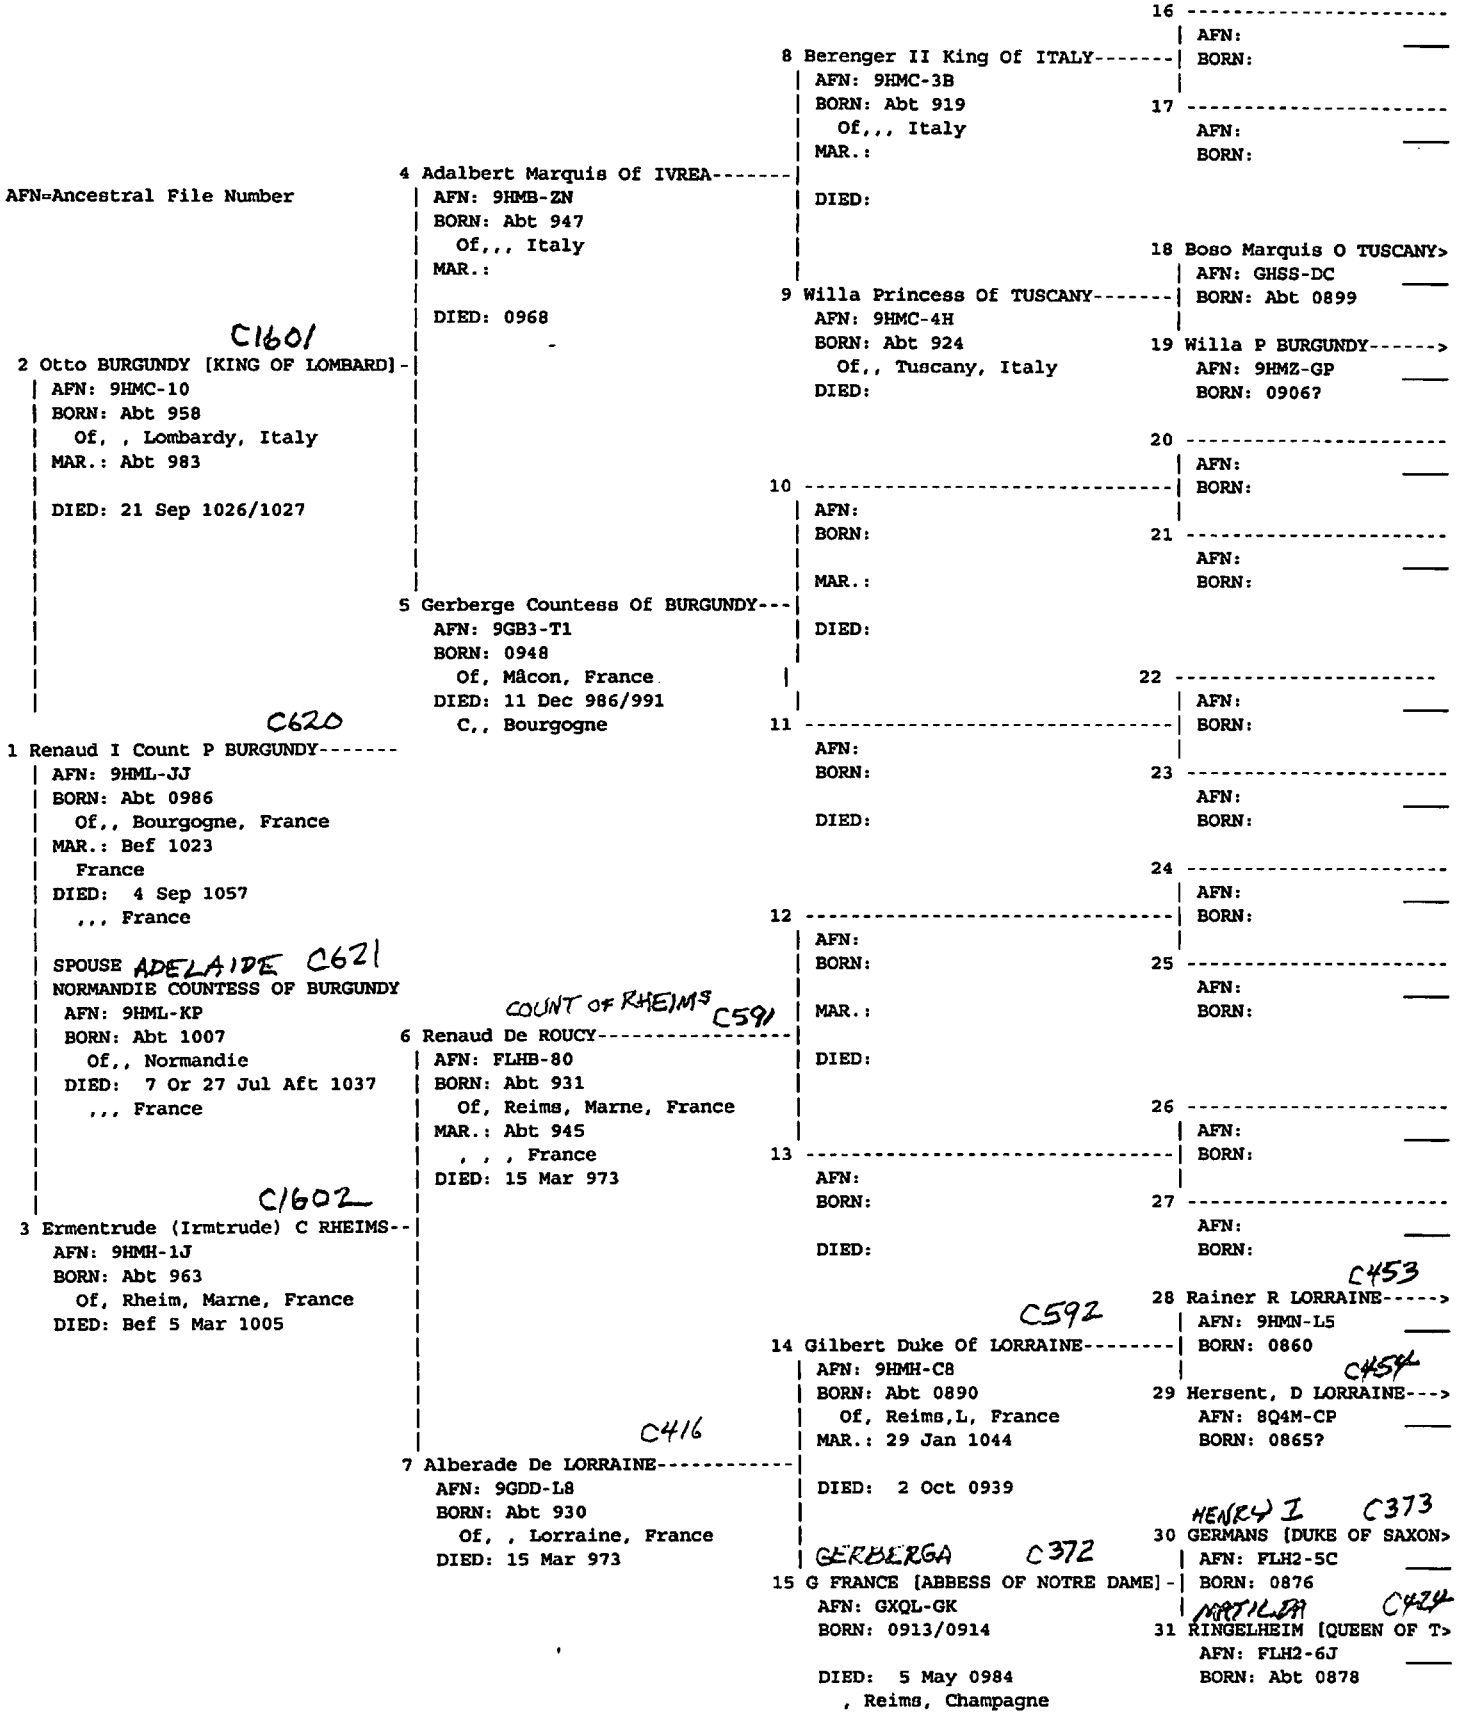 AFN=Ancestral File Number
C620
1 Renaud I Count P BURGUNDY-------
AFN: 9HML-JJ
BORN: Abt 0986
Of,, Bourgogne, France
MAR.: Bef 1023
France
DIED: 4 Sep 1057
,,, France
SPOUSE ADELAIDE C621
NORMANDIE COUNTESS OF BURGUNDY
AFN: 9HML-KP
BORN: Abt 1007
Of,, Normandie
DIED: 7 Or 27 Jul Aft 1037
,,, France
C1601
2 Otto BURGUNDY [KING OF LOMBARD]-
AFN: 9HMC-10
BORN: Abt 958
Of, , Lombardy, Italy
MAR.: Abt 983
DIED: 21 Sep 1026/1027
C1602
3 Ermentrude (Irmtrude) C RHEIMS--
AFN: 9HMH-1J
BORN: Abt 963
Of, Rheim, Marne, France
DIED: Bef 5 Mar 1005
4 Adalbert Marquis Of IVREA-------
AFN: 9HMB-ZN
BORN: Abt 947
Of,,, Italy
MAR.:
DIED: 0968
5 Gerberge Countess Of BURGUNDY---
AFN: 9GB3-T1
BORN: 0948
Of, Mâcon, France
DIED: 11 Dec 986/991
C,, Bourgogne
COUNT OF RHEIMS C591
6 Renaud De ROUCY-----------------
AFN: FLHB-80
BORN: Abt 931
Of, Reims, Marne, France
MAR.: Abt 945
, , , France
DIED: 15 Mar 973
C416
7 Alberade De LORRAINE------------
AFN: 9GDD-L8
BORN: Abt 930
Of, , Lorraine, France
DIED: 15 Mar 973
8 Berenger II King Of ITALY-------
AFN: 9HMC-3B
BORN: Abt 919
Of,,, Italy
MAR.:
DIED:
9 Willa Princess Of TUSCANY-------
AFN: 9HMC-4H
BORN: Abt 924
Of,, Tuscany, Italy
DIED:
10 -------------------------------
AFN:
BORN:
MAR.:
DIED:
11 -------------------------------
AFN:
BORN:
DIED:
12 -------------------------------
AFN:
BORN:
MAR.:
DIED:
13 -------------------------------
AFN:
BORN:
DIED:
C592
14 Gilbert Duke Of LORRAINE--------
AFN: 9HMH-C8
BORN: Abt 0890
Of, Reims,L, France
MAR.: 29 Jan 1044
DIED: 2 Oct 0939
GERBERGA C372
15 G FRANCE [ABBESS OF NOTRE DAME]-
AFN: GXQL-GK
BORN: 0913/0914
DIED: 5 May 0984
, Reims, Champagne
16 ----------------------
AFN:
BORN:
17 ----------------------
AFN:
BORN:
18 Boso Marquis O TUSCANY>
AFN: GHSS-DC
BORN: Abt 0899
19 Willa P BURGUNDY------>
AFN: 9HMZ-GP
BORN: 0906?
20 ----------------------
AFN:
BORN:
21 ----------------------
AFN:
BORN:
22 ----------------------
AFN:
BORN:
23 ----------------------
AFN:
BORN:
24 ----------------------
AFN:
BORN:
25 ----------------------
AFN:
BORN:
26 ----------------------
AFN:
BORN:
27 ----------------------
AFN:
BORN:
C453
28 Rainer R LORRAINE----->
AFN: 9HMN-L5
BORN: 0860
C454
29 Hersent, D LORRAINE--->
AFN: 8Q4M-CP
BORN: 0865?
HENRY I C373
30 GERMANS [DUKE OF SAXON>
AFN: FLH2-5C
BORN: 0876
MATILDA C424
31 RINGELHEIM [QUEEN OF T>
AFN: FLH2-6J
BORN: Abt 0878